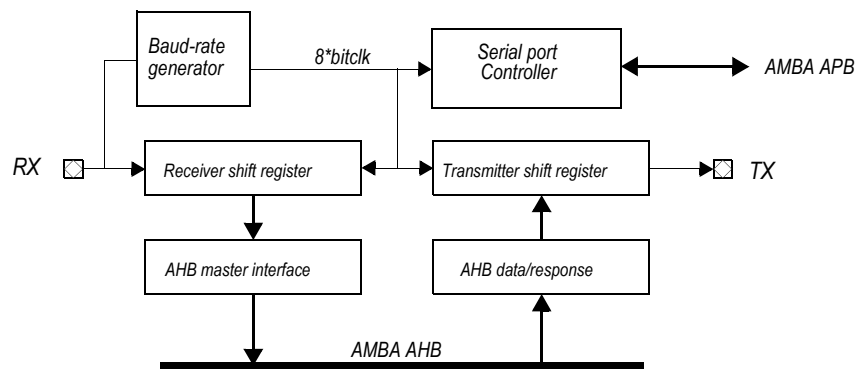 Baud-rate
generator
8*bitclk
Serial port
Controller
AMBA APB
RX
Receiver shift register
Transmitter shift register
TX
AHB master interface
AHB data/response
AMBA AHB